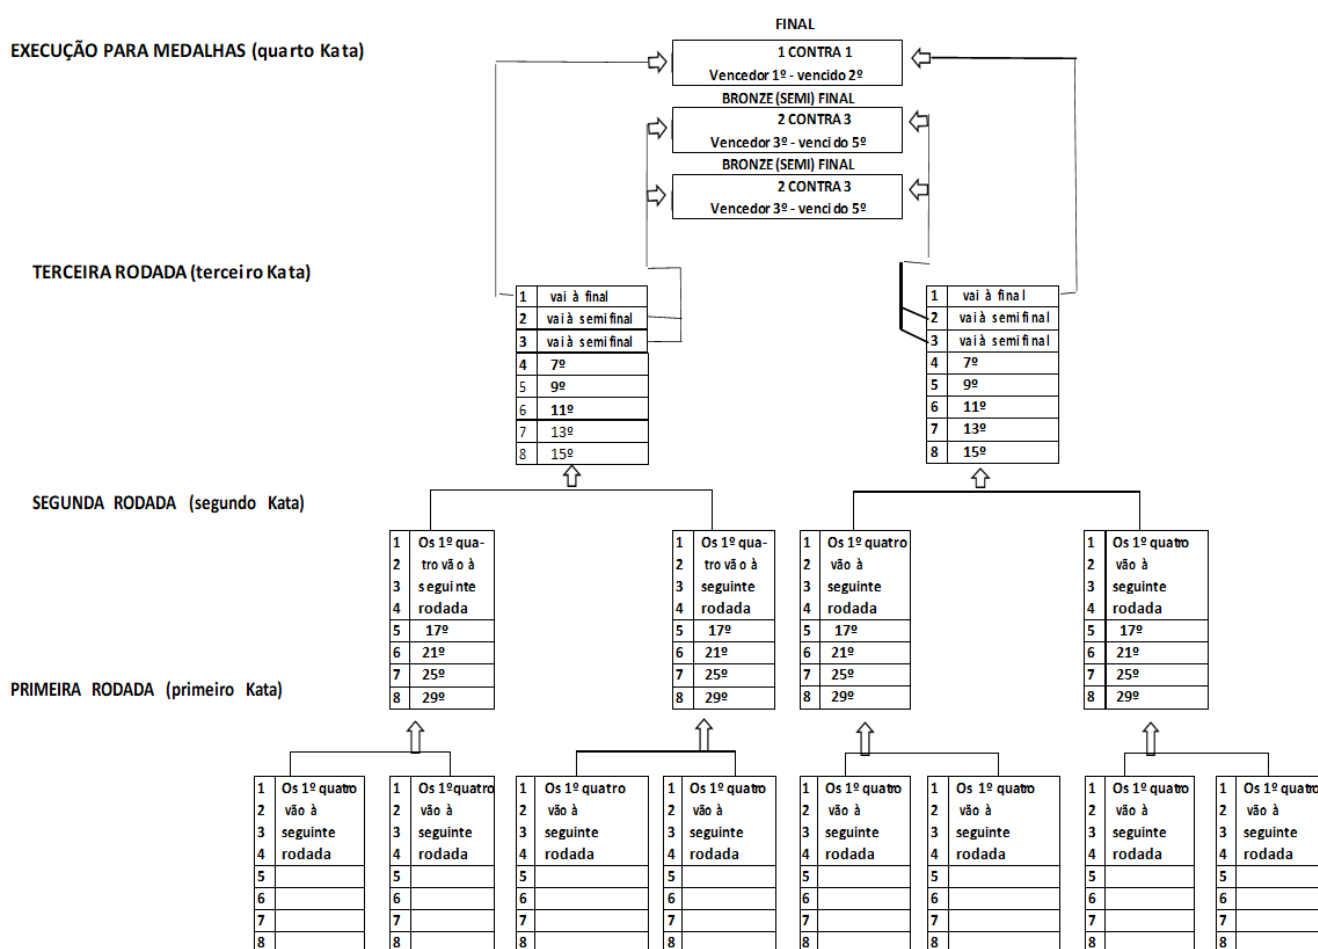 FINAL
EXECUÇÃO PARA MEDALHAS (quarto Kata)
1 CONTRA 1
Vencedor 1º - vencido 2º
BRONZE (SEMI) FINAL
2 CONTRA 3
Vencedor 3º - vencido 5º
BRONZE (SEMI) FINAL
2 CONTRA 3
Vencedor 3º - vencido 5º
TERCEIRA RODADA (terceiro Kata)
1 vai à final
2 vai à semifinal
3 vai à semifinal
4 7º
5 9º
6 11º
7 13º
8 15º
1 vai à final
2 vai à semifinal
3 vai à semifinal
4 7º
5 9º
6 11º
7 13º
8 15º
SEGUNDA RODADA (segundo Kata)
1 Os 1º qua-
2 tro vão à
3 seguinte
4 rodada
5 17º
6 21º
7 25º
8 29º
1 Os 1º qua-
2 tro vão à
3 seguinte
4 rodada
5 17º
6 21º
7 25º
8 29º
1 Os 1º quatro
2 vão à
3 seguinte
4 rodada
5 17º
6 21º
7 25º
8 29º
1 Os 1º quatro
2 vão à
3 seguinte
4 rodada
5 17º
6 21º
7 25º
8 29º
PRIMEIRA RODADA (primeiro Kata)
1 Os 1º quatro
2 vão à
3 seguinte
4 rodada
5
6
7
8
1 Os 1ºquatro
2 vão à
3 seguinte
4 rodada
5
6
7
8
1 Os 1º quatro
2 vão à
3 seguinte
4 rodada
5
6
7
8
1 Os 1º quatro
2 vão à
3 seguinte
4 rodada
5
6
7
8
1 Os 1º quatro
2 vão à
3 seguinte
4 rodada
5
6
7
8
1 Os 1º quatro
2 vão à
3 seguinte
4 rodada
5
6
7
8
1 Os 1º quatro
2 vão à
3 seguinte
4 rodada
5
6
7
8
1 Os 1º quatro
2 vão à
3 seguinte
4 rodada
5
6
7
8